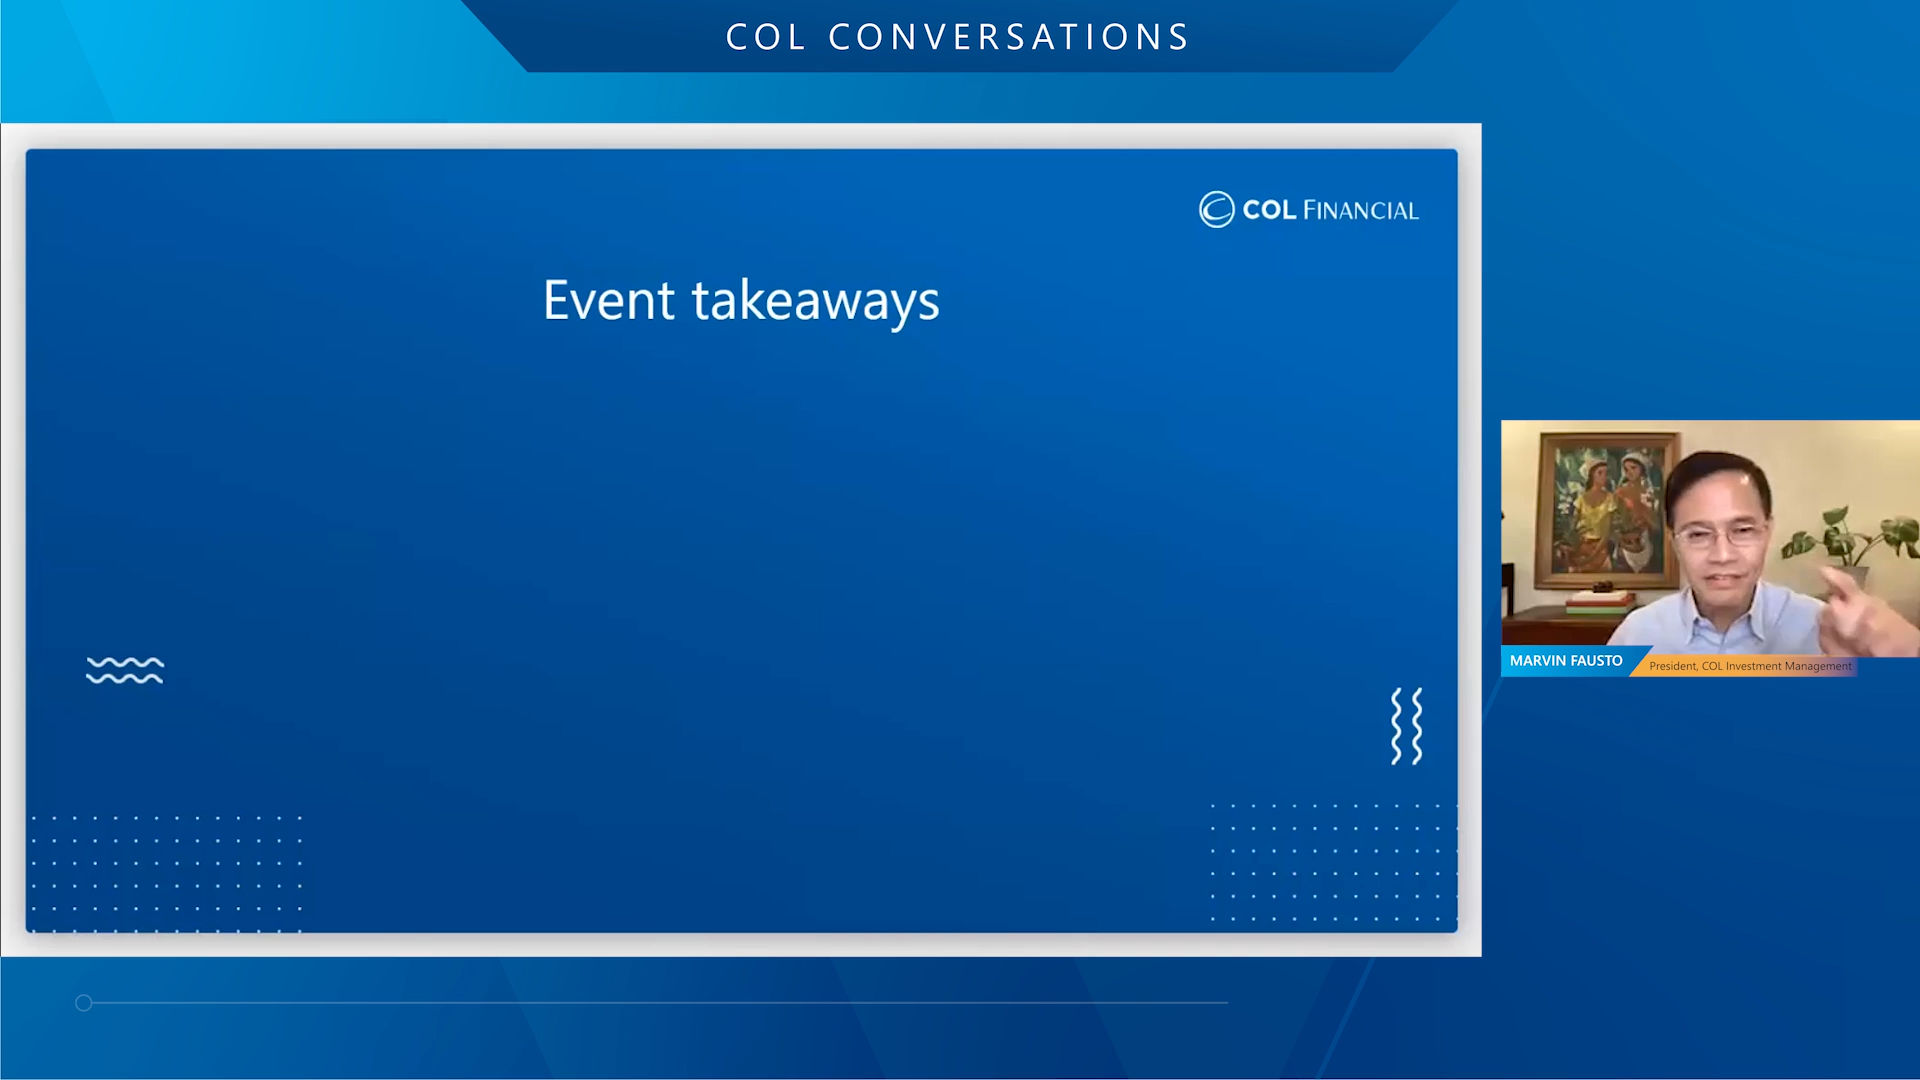 COL CONVERSATIONS
COL FINANCIAL
Event takeaways
MARVIN FAUSTO
President, COL Investment Management